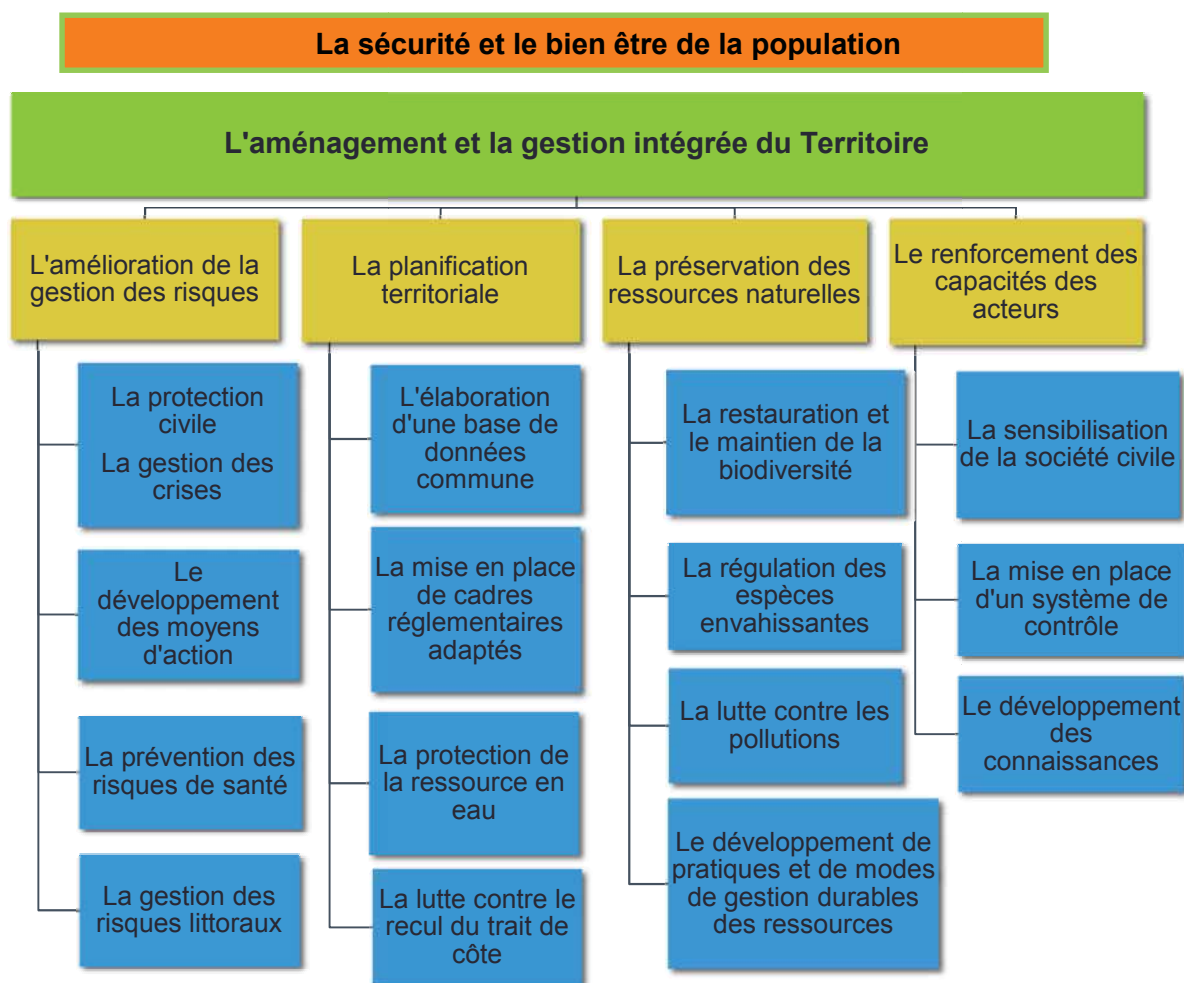 La sécurité et le bien être de la population
L'aménagement et la gestion intégrée du Territoire
L'amélioration de la
gestion des risques
La protection
civile
La gestion des
crises
Le
développement
des moyens
d'action
La prévention des
risques de santé
La gestion des
risques littoraux
La planification
territoriale
L'élaboration
d'une base de
données
commune
La mise en place
de cadres
réglementaires
adaptés
La protection de
la ressource en
eau
La lutte contre le
recul du trait de
côte
La préservation des
ressources naturelles
La restauration et
le maintien de la
biodiversité
La régulation des
espèces
envahissantes
La lutte contre les
pollutions
Le développement de
pratiques et de modes
de gestion durables
des ressources
Le renforcement des
capacités des
acteurs
La sensibilisation
de la société civile
La mise en place
d'un système de
contrôle
Le développement
des
connaissances